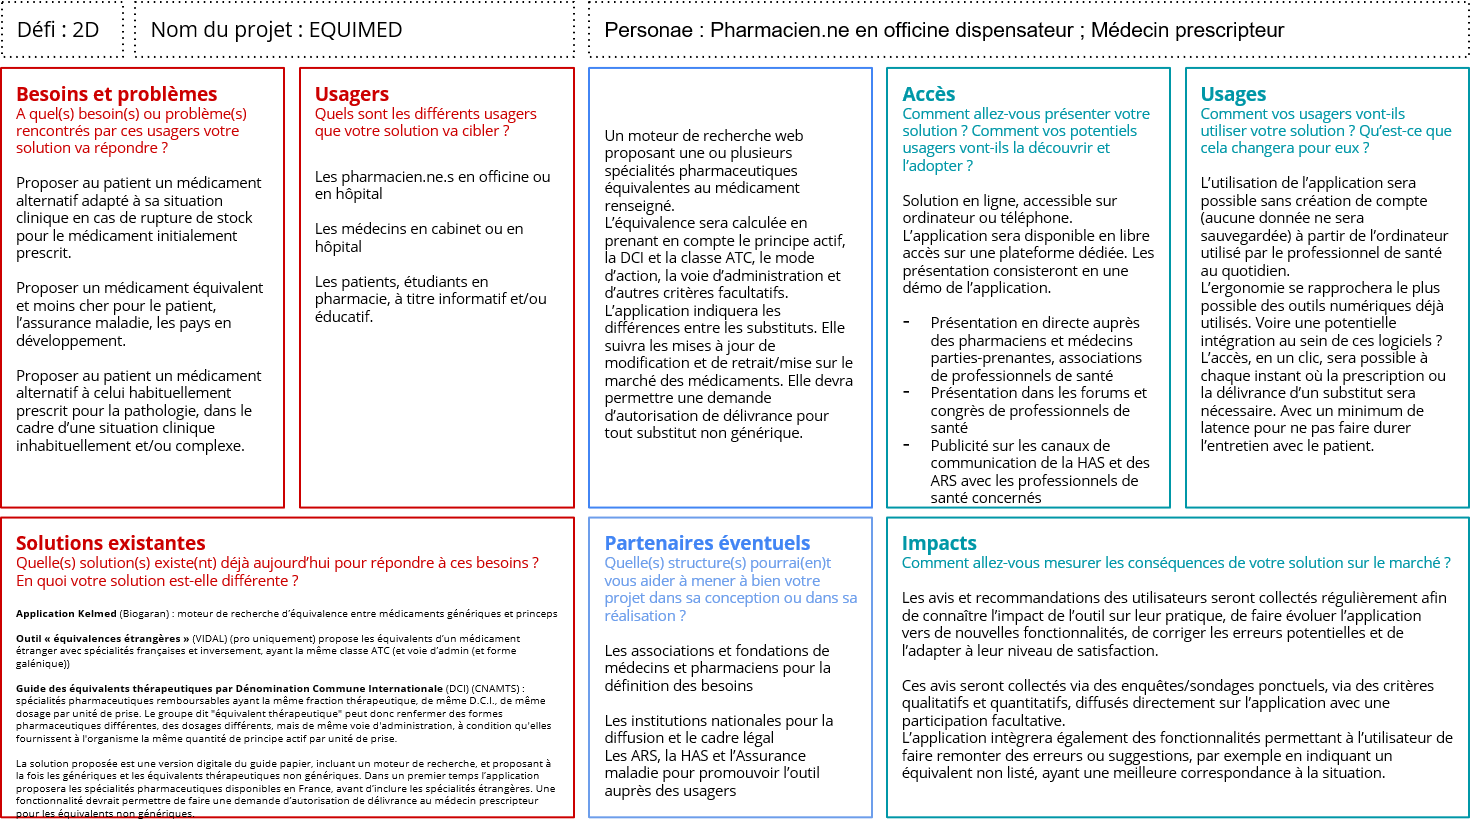 Défi : 2D
Nom du projet : EQUIMED
Personae : Pharmacien.ne en officine dispensateur ; Médecin prescripteur
Besoins et problèmes
A quel(s) besoin(s) ou problème(s)
rencontrés par ces usagers votre
solution va répondre ?
Proposer au patient un médicament
alternatif adapté à sa situation
clinique en cas de rupture de stock
pour le médicament initialement
prescrit.
Proposer un médicament équivalent
et moins cher pour le patient,
l’assurance maladie, les pays en
développement.
Proposer au patient un médicament
alternatif à celui habituellement
prescrit pour la pathologie, dans le
cadre d’une situation clinique
inhabituellement et/ou complexe.
Usagers
Quels sont les différents usagers
que votre solution va cibler ?
Les pharmacien.ne.s en officine ou
en hôpital
Les médecins en cabinet ou en
hôpital
Les patients, étudiants en
pharmacie, à titre informatif et/ou
éducatif.
Un moteur de recherche web
proposant une ou plusieurs
spécialités pharmaceutiques
équivalentes au médicament
renseigné.
L’équivalence sera calculée en
prenant en compte le principe actif,
la DCI et la classe ATC, le mode
d’action, la voie d’administration et
d’autres critères facultatifs.
L’application indiquera les
différences entre les substituts. Elle
suivra les mises à jour de
modification et de retrait/mise sur le
marché des médicaments. Elle devra
permettre une demande
d’autorisation de délivrance pour
tout substitut non générique.
Accès
Comment allez-vous présenter votre
solution ? Comment vos potentiels
usagers vont-ils la découvrir et
l’adopter ?
Solution en ligne, accessible sur
ordinateur ou téléphone.
L’application sera disponible en libre
accès sur une plateforme dédiée. Les
présentation consisteront en une
démo de l’application.
- Présentation en directe auprès
des pharmaciens et médecins
parties-prenantes, associations
de professionnels de santé
- Présentation dans les forums et
congrès de professionnels de
santé
- Publicité sur les canaux de
communication de la HAS et des
ARS avec les professionnels de
santé concernés
Usages
Comment vos usagers vont-ils
utiliser votre solution ? Qu’est-ce que
cela changera pour eux ?
L’utilisation de l’application sera
possible sans création de compte
(aucune donnée ne sera
sauvegardée) à partir de l’ordinateur
utilisé par le professionnel de santé
au quotidien.
L’ergonomie se rapprochera le plus
possible des outils numériques déjà
utilisés. Voire une potentielle
intégration au sein de ces logiciels ?
L’accès, en un clic, sera possible à
chaque instant où la prescription ou
la délivrance d’un substitut sera
nécessaire. Avec un minimum de
latence pour ne pas faire durer
l’entretien avec le patient.
Solutions existantes
Quelle(s) solution(s) existe(nt) déjà aujourd’hui pour répondre à ces besoins ?
En quoi votre solution est-elle différente ?
Application Kelmed (Biogaran) : moteur de recherche d’équivalence entre médicaments génériques et princeps
Outil « équivalences étrangères » (VIDAL) (pro uniquement) propose les équivalents d’un médicament
étranger avec spécialités françaises et inversement, ayant la même classe ATC (et voie d’admin (et forme
galénique))
Guide des équivalents thérapeutiques par Dénomination Commune Internationale (DCI) (CNAMTS) :
spécialités pharmaceutiques remboursables ayant la même fraction thérapeutique, de même D.C.I., de même
dosage par unité de prise. Le groupe dit "équivalent thérapeutique" peut donc renfermer des formes
pharmaceutiques différentes, des dosages différents, mais de même voie d'administration, à condition qu'elles
fournissent à l'organisme la même quantité de principe actif par unité de prise.
La solution proposée est une version digitale du guide papier, incluant un moteur de recherche, et proposant à
la fois les génériques et les équivalents thérapeutiques non génériques. Dans un premier temps l’application
proposera les spécialités pharmaceutiques disponibles en France, avant d’inclure les spécialités étrangères. Une
fonctionnalité devrait permettre de faire une demande d’autorisation de délivrance au médecin prescripteur
pour les équivalents non génériques.
Partenaires éventuels
Quelle(s) structure(s) pourrai(en)t
vous aider à mener à bien votre
projet dans sa conception ou dans sa
réalisation ?
Les associations et fondations de
médecins et pharmaciens pour la
définition des besoins
Les institutions nationales pour la
diffusion et le cadre légal
Les ARS, la HAS et l’Assurance
maladie pour promouvoir l’outil
auprès des usagers
Impacts
Comment allez-vous mesurer les conséquences de votre solution sur le marché ?
Les avis et recommandations des utilisateurs seront collectés régulièrement afin
de connaître l’impact de l’outil sur leur pratique, de faire évoluer l’application
vers de nouvelles fonctionnalités, de corriger les erreurs potentielles et de
l’adapter à leur niveau de satisfaction.
Ces avis seront collectés via des enquêtes/sondages ponctuels, via des critères
qualitatifs et quantitatifs, diffusés directement sur l’application avec une
participation facultative.
L’application intègrera également des fonctionnalités permettant à l’utilisateur de
faire remonter des erreurs ou suggestions, par exemple en indiquant un
équivalent non listé, ayant une meilleure correspondance à la situation.